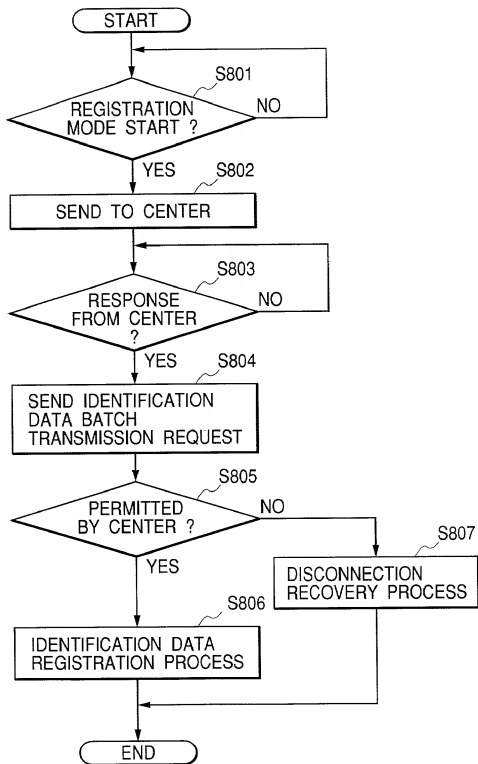 START
S801
REGISTRATION
MODE START ?
NO
YES
S802
SEND TO CENTER
S803
RESPONSE
FROM CENTER
?
NO
YES
S804
SEND IDENTIFICATION
DATA BATCH
TRANSMISSION REQUEST
S805
PERMITTED
BY CENTER ?
NO
YES
S807
DISCONNECTION
RECOVERY PROCESS
S806
IDENTIFICATION DATA
REGISTRATION PROCESS
END